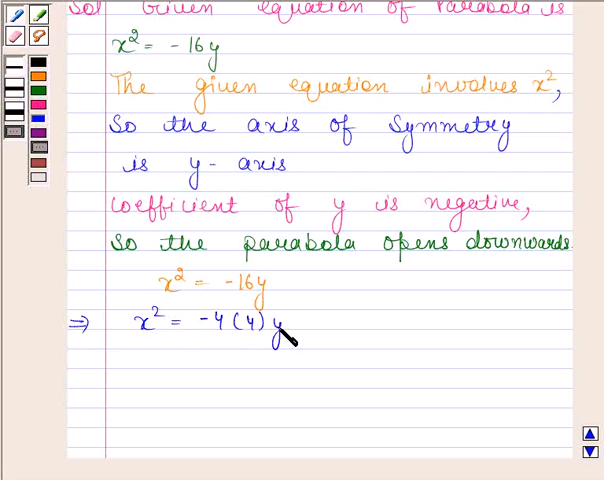 Sol Given equation of Parabola is
x² = -16y
The given equation involves x²,
So the axis of Symmetry
is y- axis
Coefficient of y is negative,
So the parabola opens downwards.
x² = -16y
⇒ x² = -4 (4) y